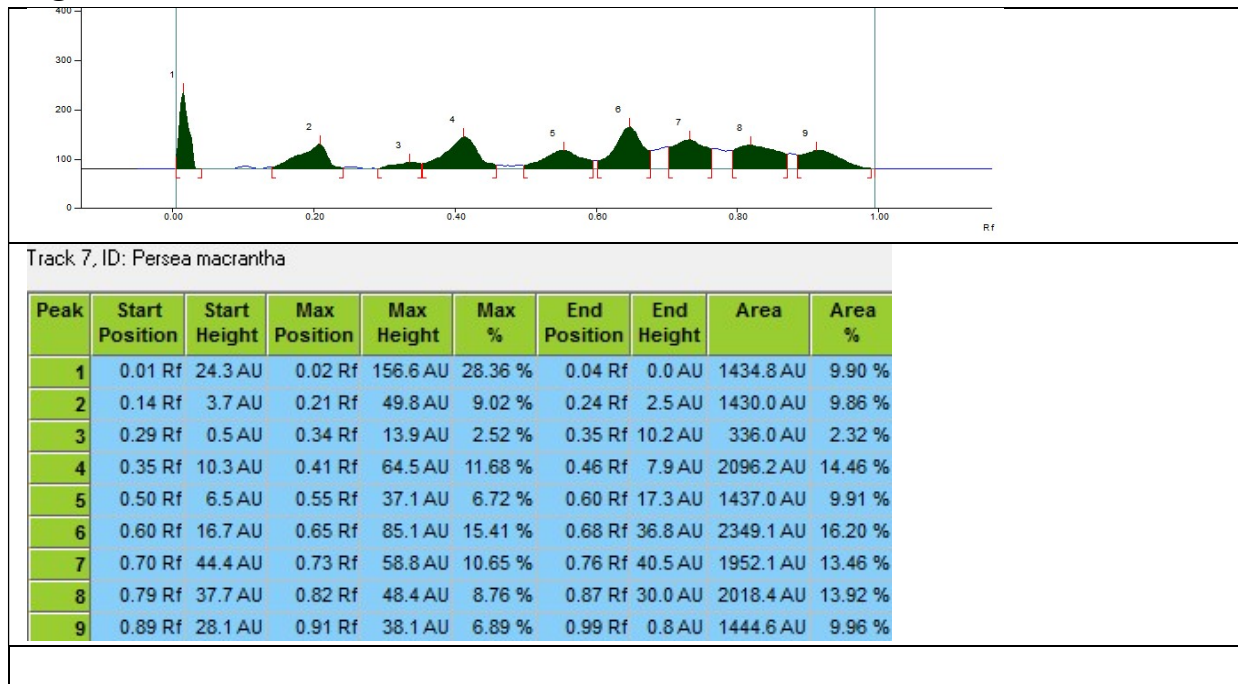 400
300
200
100
0
1
2
3
4
5
6
7
8
9
0.00 0.20 0.40 0.60 0.80 1.00
Rf
Track 7, ID: Persea macrantha
Peak Start Position Start Height Max Position Max Height Max % End Position End Height Area Area %
1 0.01 Rf 24.3 AU 0.02 Rf 156.6 AU 28.36 % 0.04 Rf 0.0 AU 1434.8 AU 9.90 %
2 0.14 Rf 3.7 AU 0.21 Rf 49.8 AU 9.02 % 0.24 Rf 2.5 AU 1430.0 AU 9.86 %
3 0.29 Rf 0.5 AU 0.34 Rf 13.9 AU 2.52 % 0.35 Rf 10.2 AU 336.0 AU 2.32 %
4 0.35 Rf 10.3 AU 0.41 Rf 64.5 AU 11.68 % 0.46 Rf 7.9 AU 2096.2 AU 14.46 %
5 0.50 Rf 6.5 AU 0.55 Rf 37.1 AU 6.72 % 0.60 Rf 17.3 AU 1437.0 AU 9.91 %
6 0.60 Rf 16.7 AU 0.65 Rf 85.1 AU 15.41 % 0.68 Rf 36.8 AU 2349.1 AU 16.20 %
7 0.70 Rf 44.4 AU 0.73 Rf 58.8 AU 10.65 % 0.76 Rf 40.5 AU 1952.1 AU 13.46 %
8 0.79 Rf 37.7 AU 0.82 Rf 48.4 AU 8.76 % 0.87 Rf 30.0 AU 2018.4 AU 13.92 %
9 0.89 Rf 28.1 AU 0.91 Rf 38.1 AU 6.89 % 0.99 Rf 0.8 AU 1444.6 AU 9.96 %